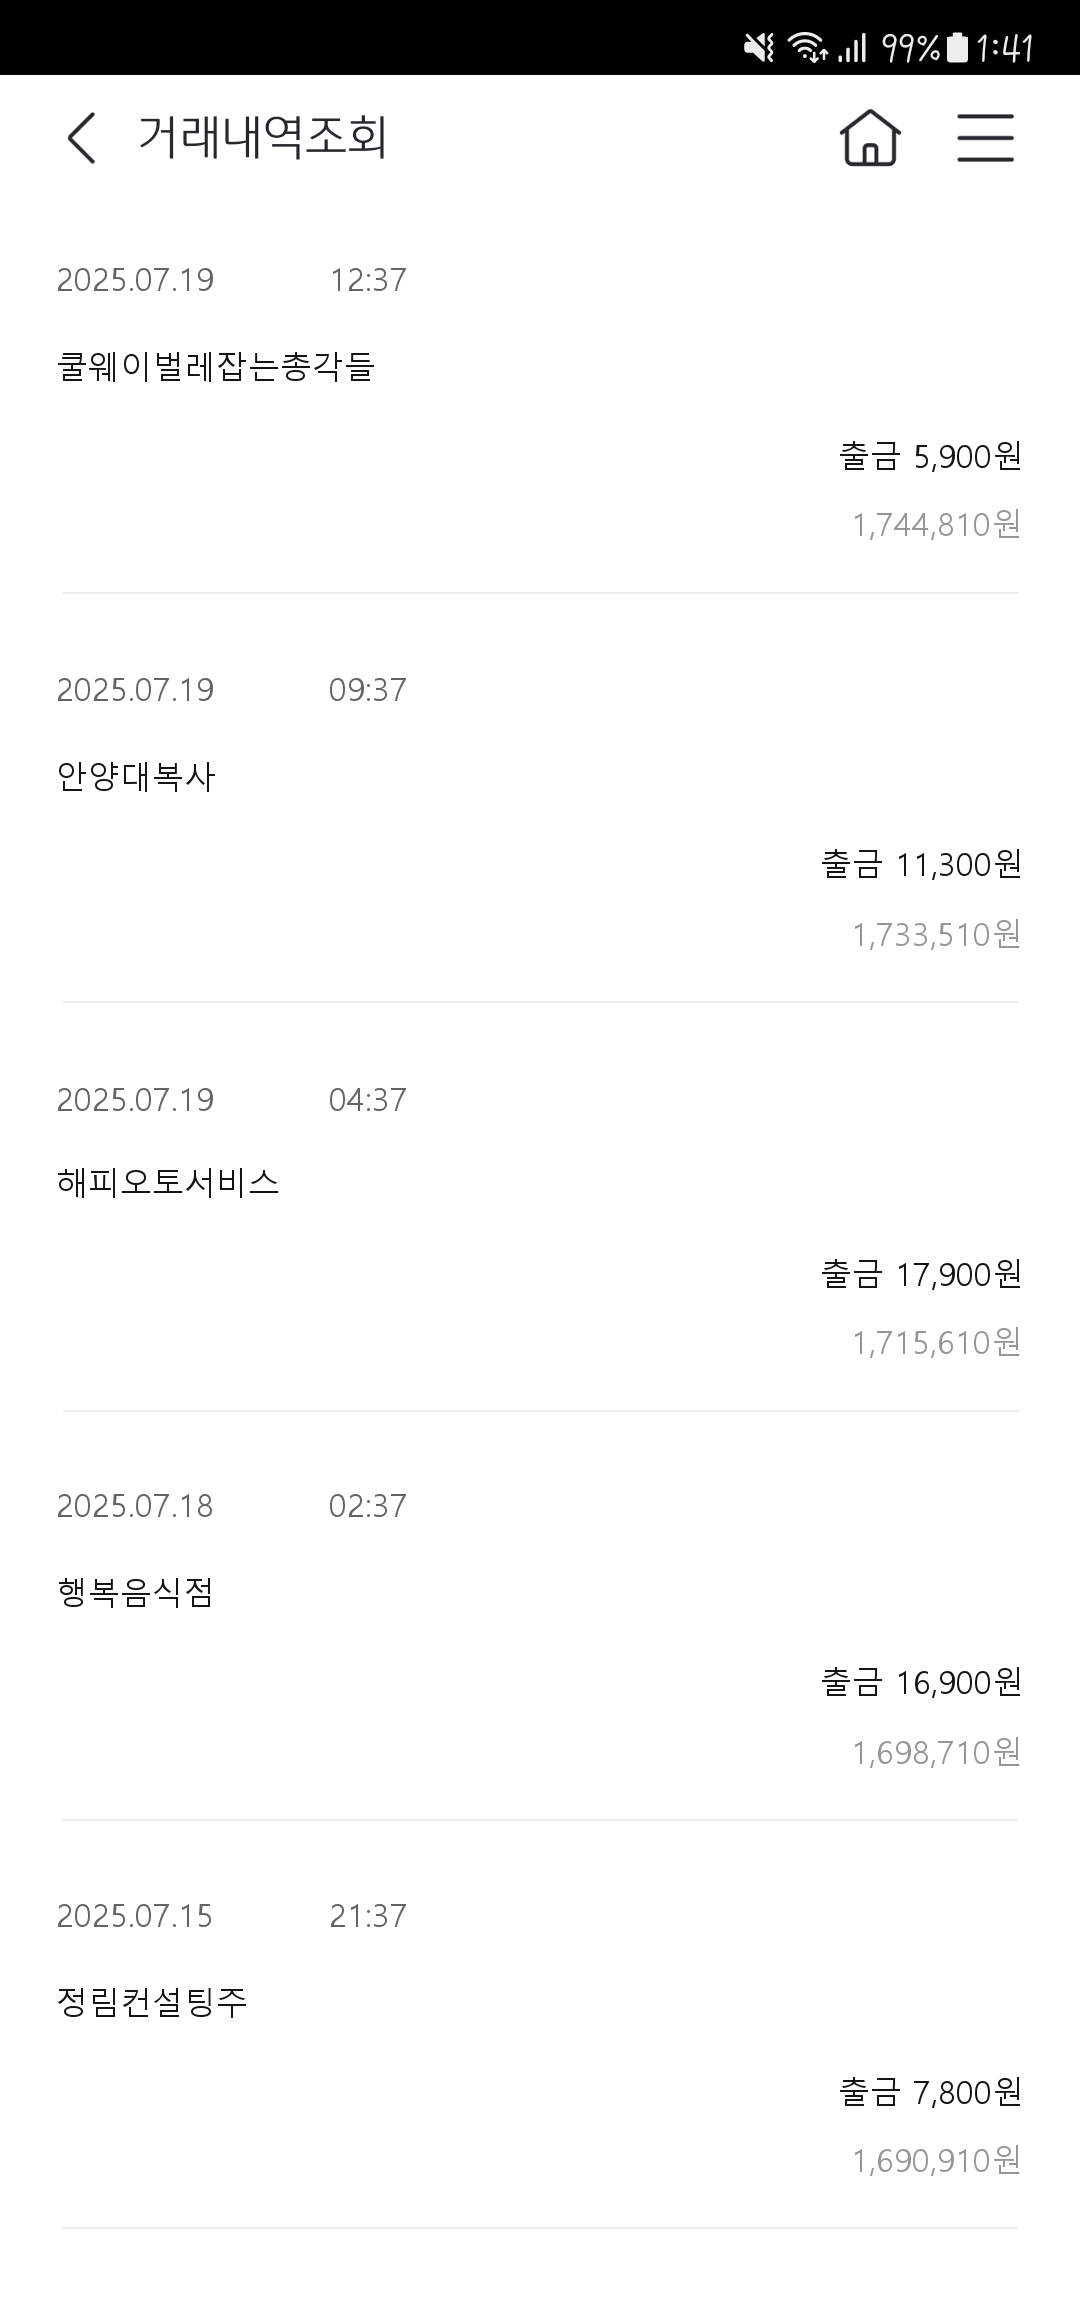 99% 1:41
거래내역조회
2025.07.19 12:37
쿨웨이벌레잡는총각들
출금 5,900원
1,744,810원
2025.07.19 09:37
안양대복사
출금 11,300원
1,733,510원
2025.07.19 04:37
해피오토서비스
출금 17,900원
1,715,610원
2025.07.18 02:37
행복음식점
출금 16,900원
1,698,710원
2025.07.15 21:37
정림컨설팅주
출금 7,800원
1,690,910원